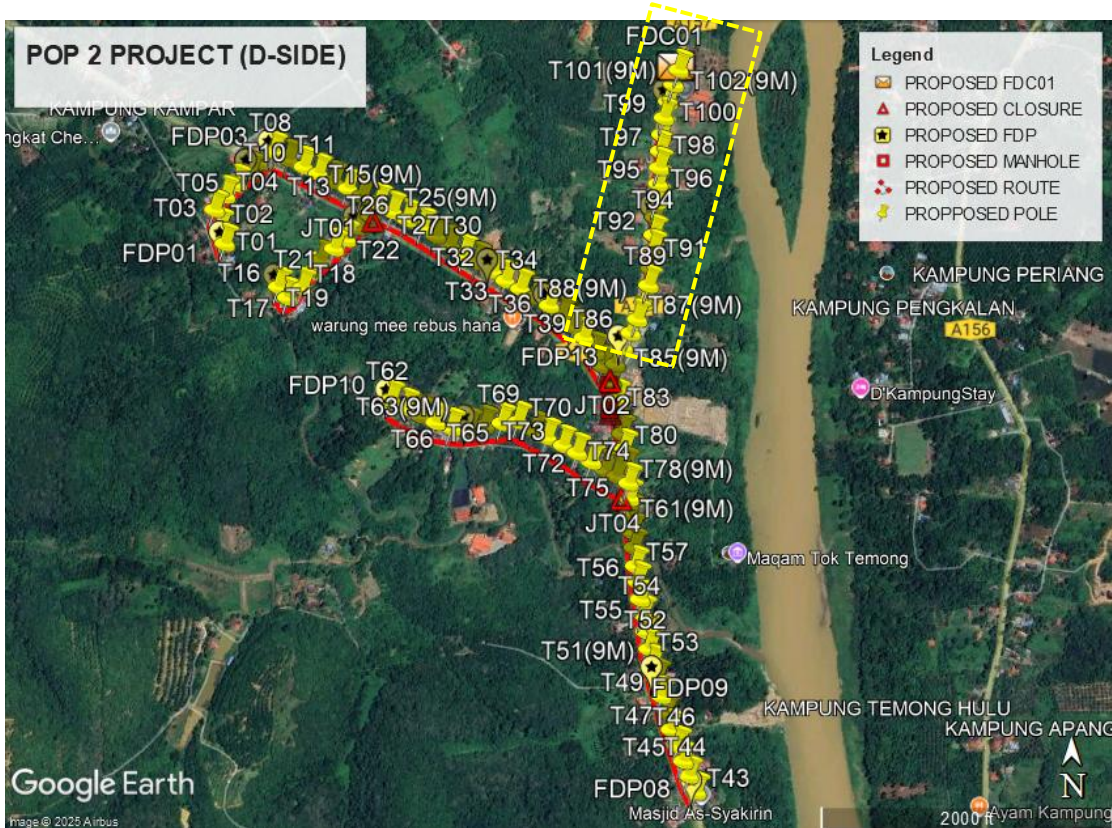 A157
FDC01
POP 2 PROJECT (D-SIDE)
Legend
PROPOSED FDC01
PROPOSED CLOSURE
PROPOSED FDP
PROPOSED MANHOLE
PROPOSED ROUTE
PROPPOSED POLE
T101(9M)
T102(9M)
T99
T100
KAMPUNG KAMPAR
ngkat Che...
FDP03
T08
T11
T10
T97
T98
T04
T13
T15(9M)
T95
T96
T05
T03
T02
T26
T25(9M)
T94
T92
JT01
T27
T30
T01
T22
FDP01
T21
T18
T32
T34
T91
T89
T16
T33
T88(9M)
KAMPUNG PERIANG
T17
T19
T36
T87(9M)
KAMPUNG PENGKALAN
warung mee rebus hana
T39
T86
A156
FDP13
T85(9M)
T62
FDP10
T83
D'KampungStay
T63(9M)
T69
T70
JT02
T66
T65
T73
T80
T72
T74
T78(9M)
T75
T61(9M)
JT04
T57
T56
Maqam Tok Temong
T54
T55
T52
T53
T51(9M)
T49
FDP09
T47
T46
KAMPUNG TEMONG HULU
KAMPUNG APANG
T45
T44
N
Google Earth
T43
FDP08
Masjid As-Syakirin
2000 ft
Ayam Kampung
Image © 2025 Airbus